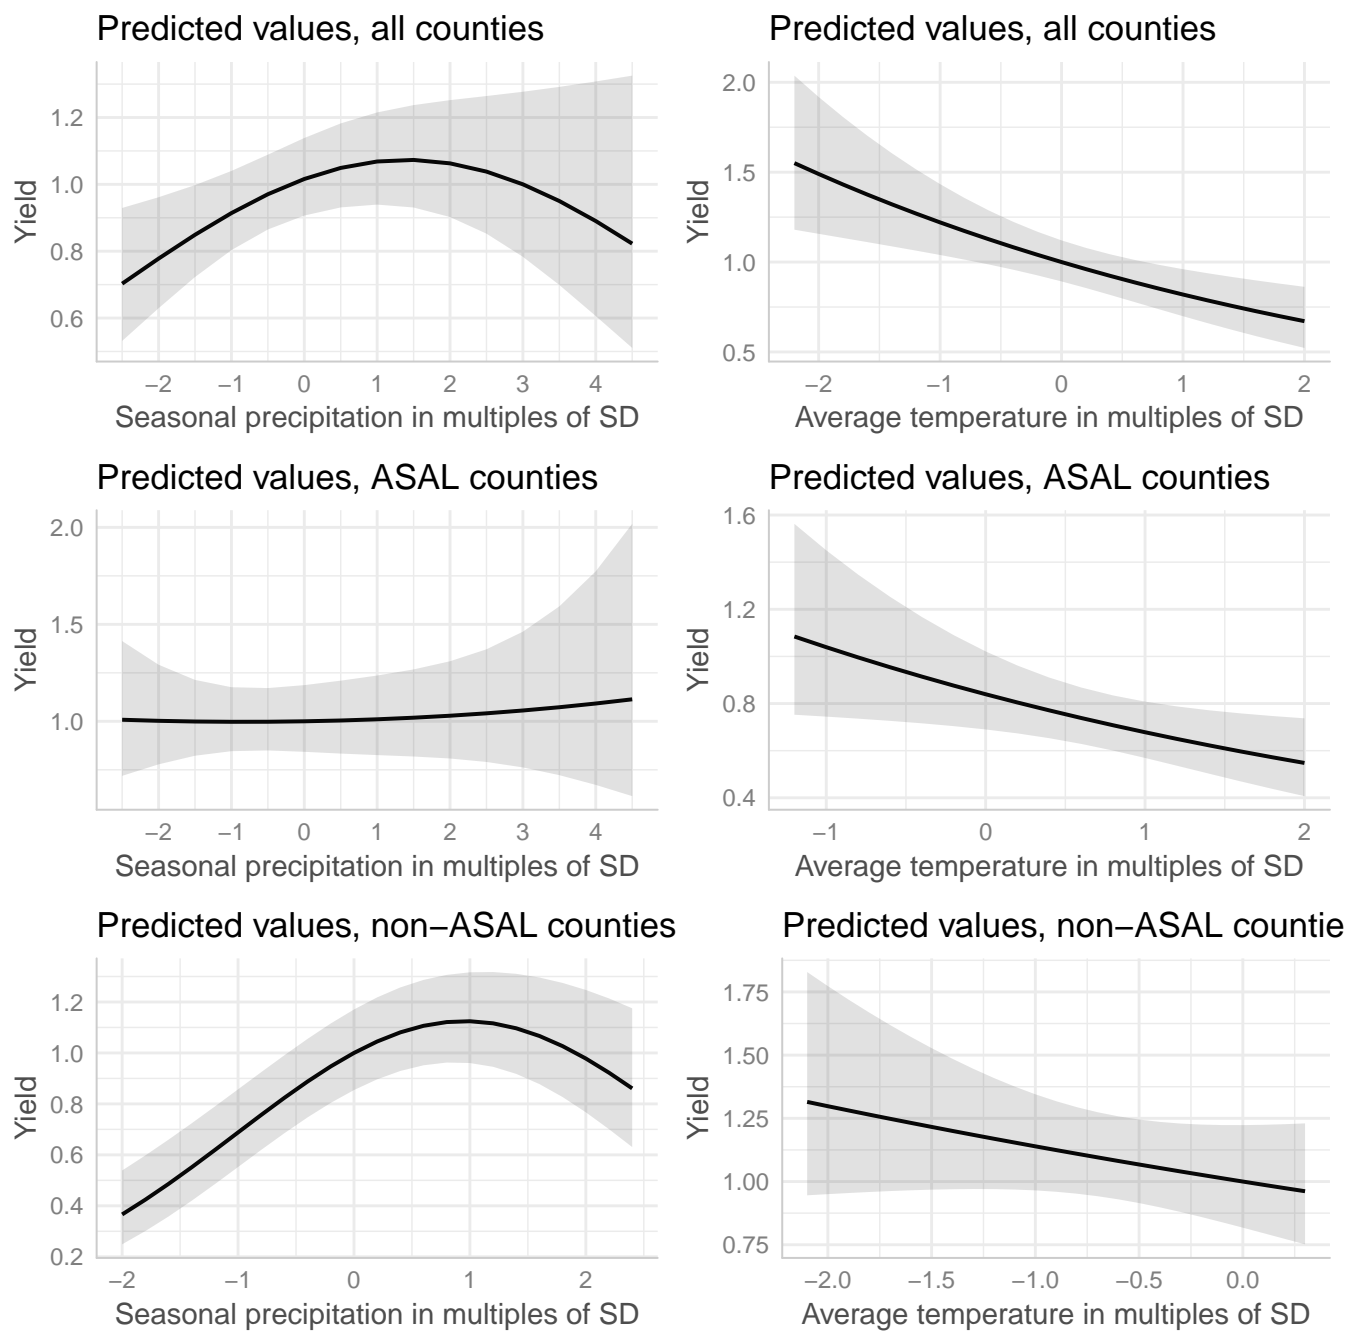 Predicted values, all counties
Yield
1.2
1.0
0.8
0.6
−2 −1 0 1 2 3 4
Seasonal precipitation in multiples of SD
Predicted values, all counties
Yield
2.0
1.5
1.0
0.5
−2 −1 0 1 2
Average temperature in multiples of SD
Predicted values, ASAL counties
Yield
2.0
1.5
1.0
−2 −1 0 1 2 3 4
Seasonal precipitation in multiples of SD
Predicted values, ASAL counties
Yield
1.6
1.2
0.8
0.4
−1 0 1 2
Average temperature in multiples of SD
Predicted values, non−ASAL counties
Yield
1.2
1.0
0.8
0.6
0.4
0.2
−2 −1 0 1 2
Seasonal precipitation in multiples of SD
Predicted values, non−ASAL countie
Yield
1.75
1.50
1.25
1.00
0.75
−2.0 −1.5 −1.0 −0.5 0.0
Average temperature in multiples of SD